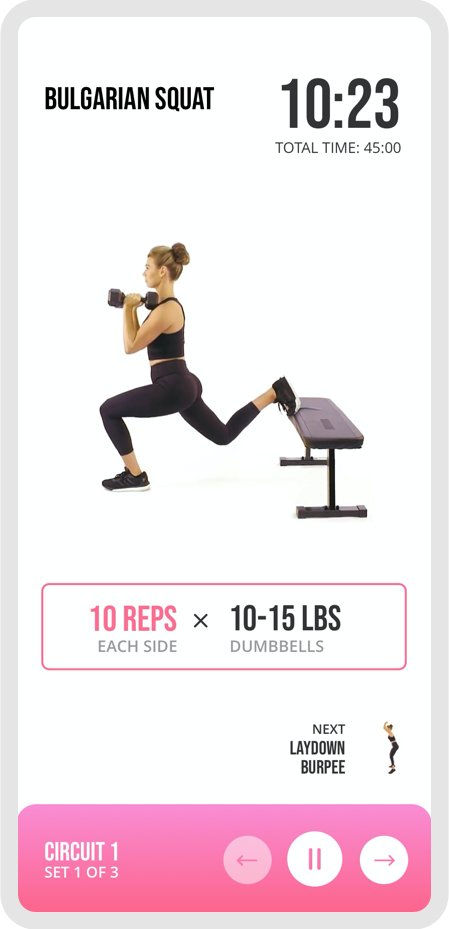 BULGARIAN SQUAT
10:23
TOTAL TIME: 45:00
10 REPS × 10-15 LBS
EACH SIDE DUMBBELLS
NEXT
LAYDOWN
BURPEE
CIRCUIT 1
SET 1 OF 3